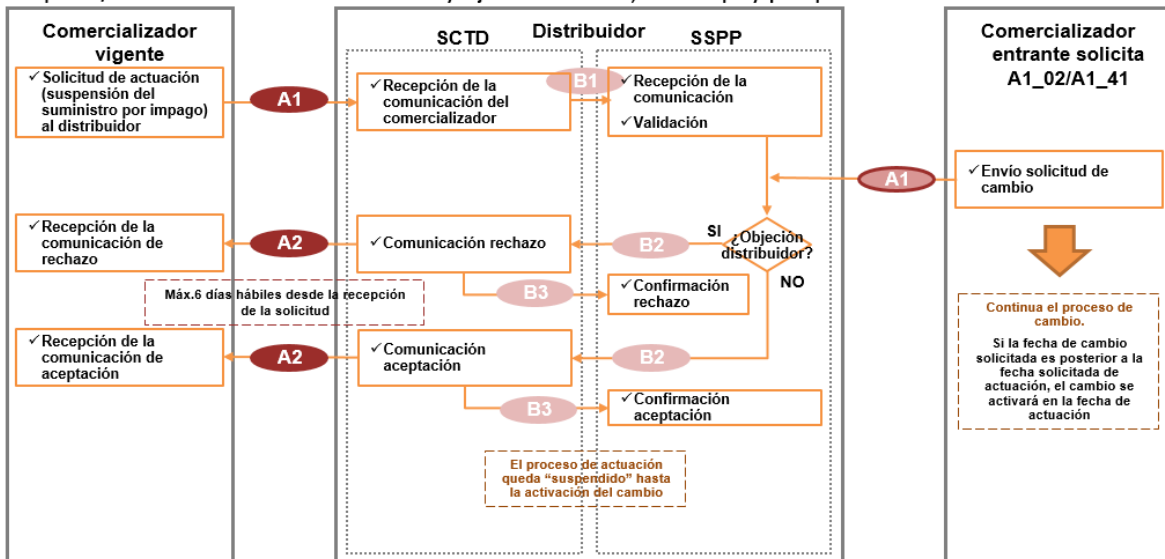 Comercializador
vigente
✓ Solicitud de actuación
(suspensión del
suministro por impago)
al distribuidor
A1
Distribuidor
SCTD
SSPP
✓ Recepción de la
comunicación del
comercializador
B1
✓ Recepción de la
comunicación
✓ Validación
Comercializador
entrante solicita
A1_02/A1_41
A1
✓ Envío solicitud de
cambio
✓ Recepción de la
comunicación de
rechazo
A2
✓ Comunicación rechazo
B2
SI
¿Objeción
distribuidor?
NO
B3
✓ Confirmación
rechazo
Máx.6 días hábiles desde la recepción
de la solicitud
✓ Recepción de la
comunicación de
aceptación
A2
✓ Comunicación
aceptación
B2
B3
✓ Confirmación
aceptación
El proceso de actuación
queda "suspendido" hasta
la activación del cambio
Continua el proceso de
cambio.
Si la fecha de cambio
solicitada es posterior a la
fecha solicitada de
actuación, el cambio se
activará en la fecha de
actuación